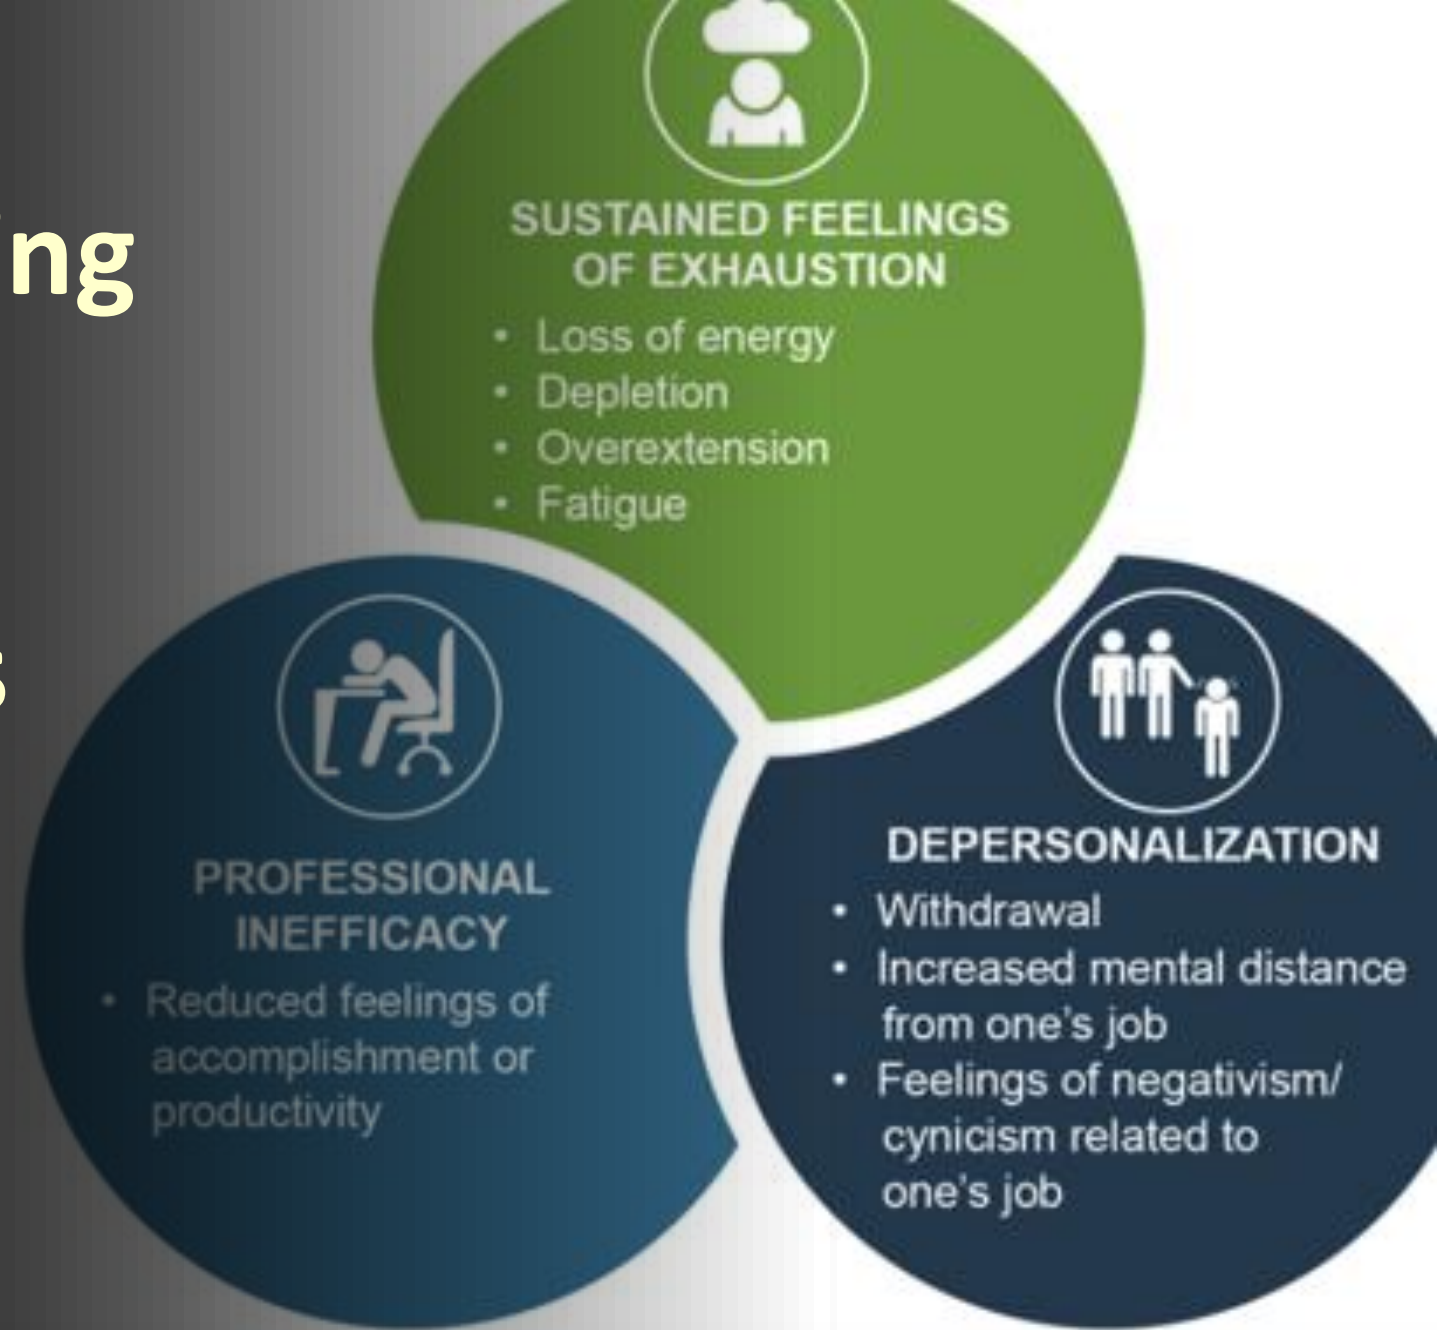 ing
SUSTAINED FEELINGS
OF EXHAUSTION
• Loss of energy
• Depletion
• Overextension
• Fatigue
s
PROFESSIONAL
INEFFICACY
• Reduced feelings of
accomplishment or
productivity
DEPERSONALIZATION
• Withdrawal
• Increased mental distance
from one's job
• Feelings of negativism/
cynicism related to
one's job